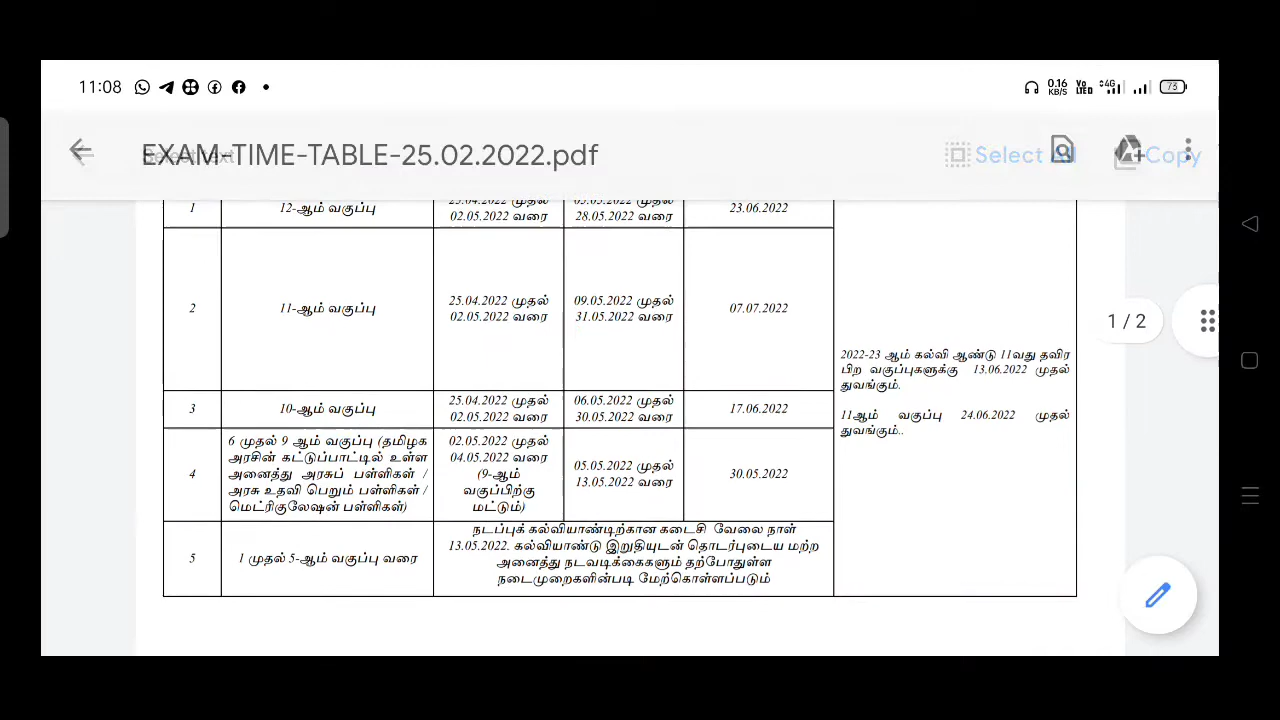 11:08
0.16 KB/S
Vo LTED
4G
73
EXAM-TIME-TABLE-25.02.2022.pdf
Select All
Copy
1
12-ஆம் வகுப்பு
02.05.2022 வரை
28.05.2022 வரை
23.06.2022
2
11-ஆம் வகுப்பு
25.04.2022 முதல்
02.05.2022 வரை
09.05.2022 முதல்
31.05.2022 வரை
07.07.2022
2022-23 ஆம் கல்வி ஆண்டு 11வது தவிர
பிற வகுப்புகளுக்கு 13.06.2022 முதல்
துவங்கும்.
11ஆம் வகுப்பு 24.06.2022 முதல்
துவங்கும்..
1 / 2
3
10-ஆம் வகுப்பு
25.04.2022 முதல்
02.05.2022 வரை
06.05.2022 முதல்
30.05.2022 வரை
17.06.2022
4
6 முதல் 9 ஆம் வகுப்பு (தமிழக
அரசின் கட்டுப்பாட்டில் உள்ள
அனைத்து அரசுப் பள்ளிகள் /
அரசு உதவி பெறும் பள்ளிகள் /
மெட்ரிகுலேஷன் பள்ளிகள்)
02.05.2022 முதல்
04.05.2022 வரை
(9-ஆம்
வகுப்பிற்கு
மட்டும்)
05.05.2022 முதல்
13.05.2022 வரை
30.05.2022
5
1 முதல் 5-ஆம் வகுப்பு வரை
நடப்புக் கல்வியாண்டிற்கான கடைசி வேலை நாள்
13.05.2022. கல்வியாண்டு இறுதியுடன் தொடர்புடைய மற்ற
அனைத்து நடவடிக்கைகளும் தற்போதுள்ள
நடைமுறைகளின்படி மேற்கொள்ளப்படும்